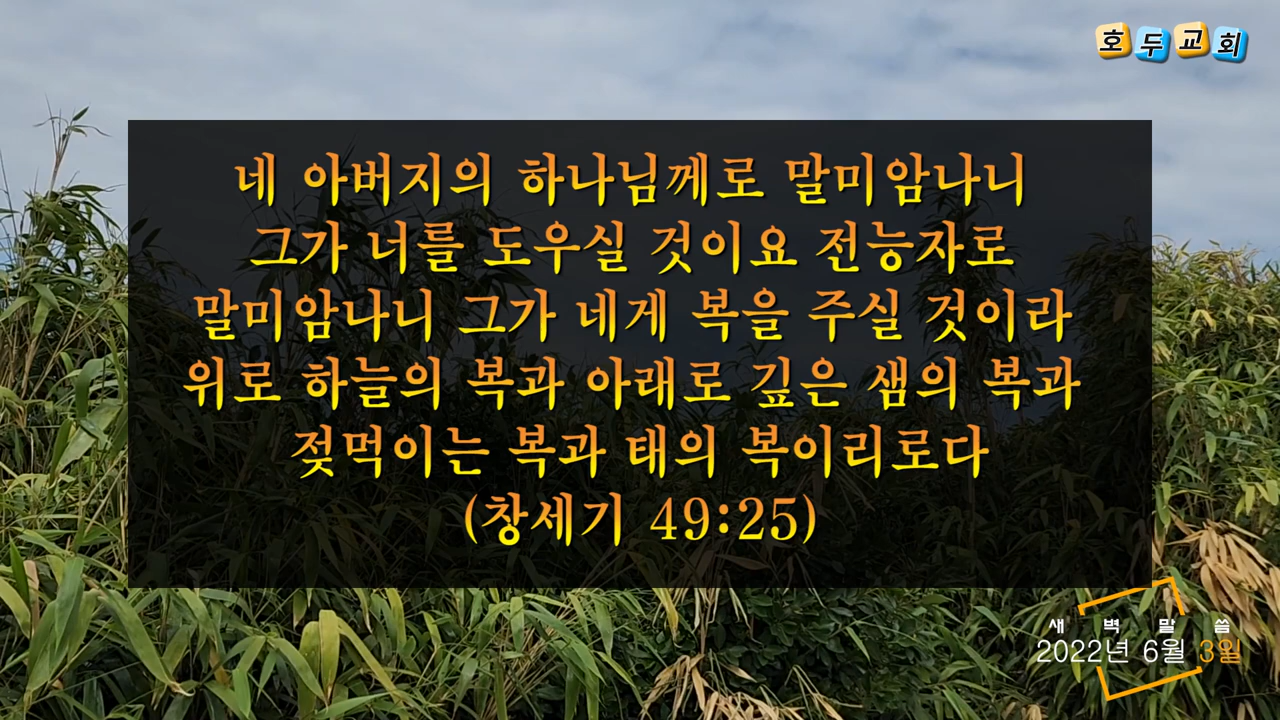 호두교회
네 아버지의 하나님께로 말미암나니
그가 너를 도우실 것이요 전능자로
말미암나니 그가 네게 복을 주실 것이라
위로 하늘의 복과 아래로 깊은 샘의 복과
젖먹이는 복과 태의 복이리로다
(창세기 49:25)
새벽말씀
2022년 6월 3일